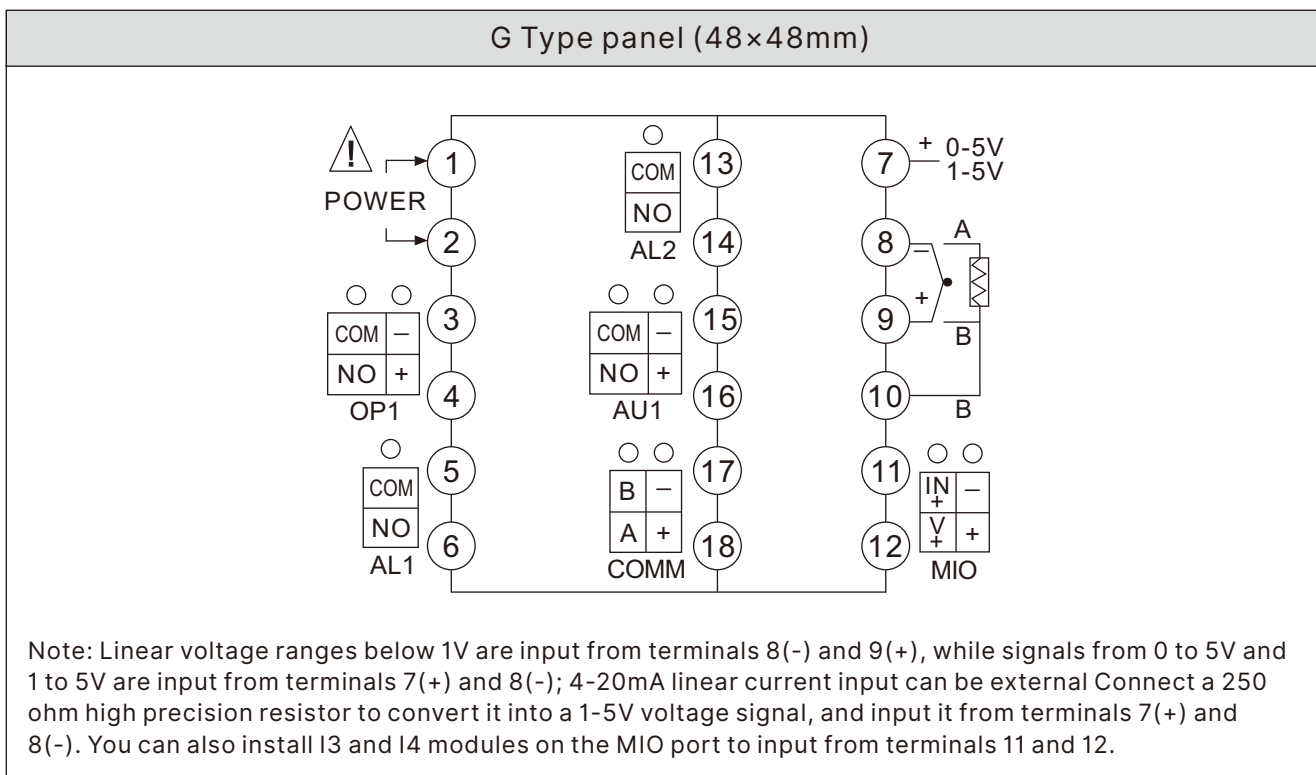 G Type panel (48×48mm)
POWER
1
2
3
4
5
6
COM –
NO +
OP1
COM
NO
AL1
COM
NO
AL2
COM –
NO +
AU1
B –
A +
COMM
13
14
15
16
17
18
7
8
9
10
11
12
+ 0-5V
1-5V
–
+
A
B
B
IN+ –
V+ +
MIO
Note: Linear voltage ranges below 1V are input from terminals 8(-) and 9(+), while signals from 0 to 5V and
1 to 5V are input from terminals 7(+) and 8(-); 4-20mA linear current input can be external Connect a 250
ohm high precision resistor to convert it into a 1-5V voltage signal, and input it from terminals 7(+) and
8(-). You can also install I3 and I4 modules on the MIO port to input from terminals 11 and 12.